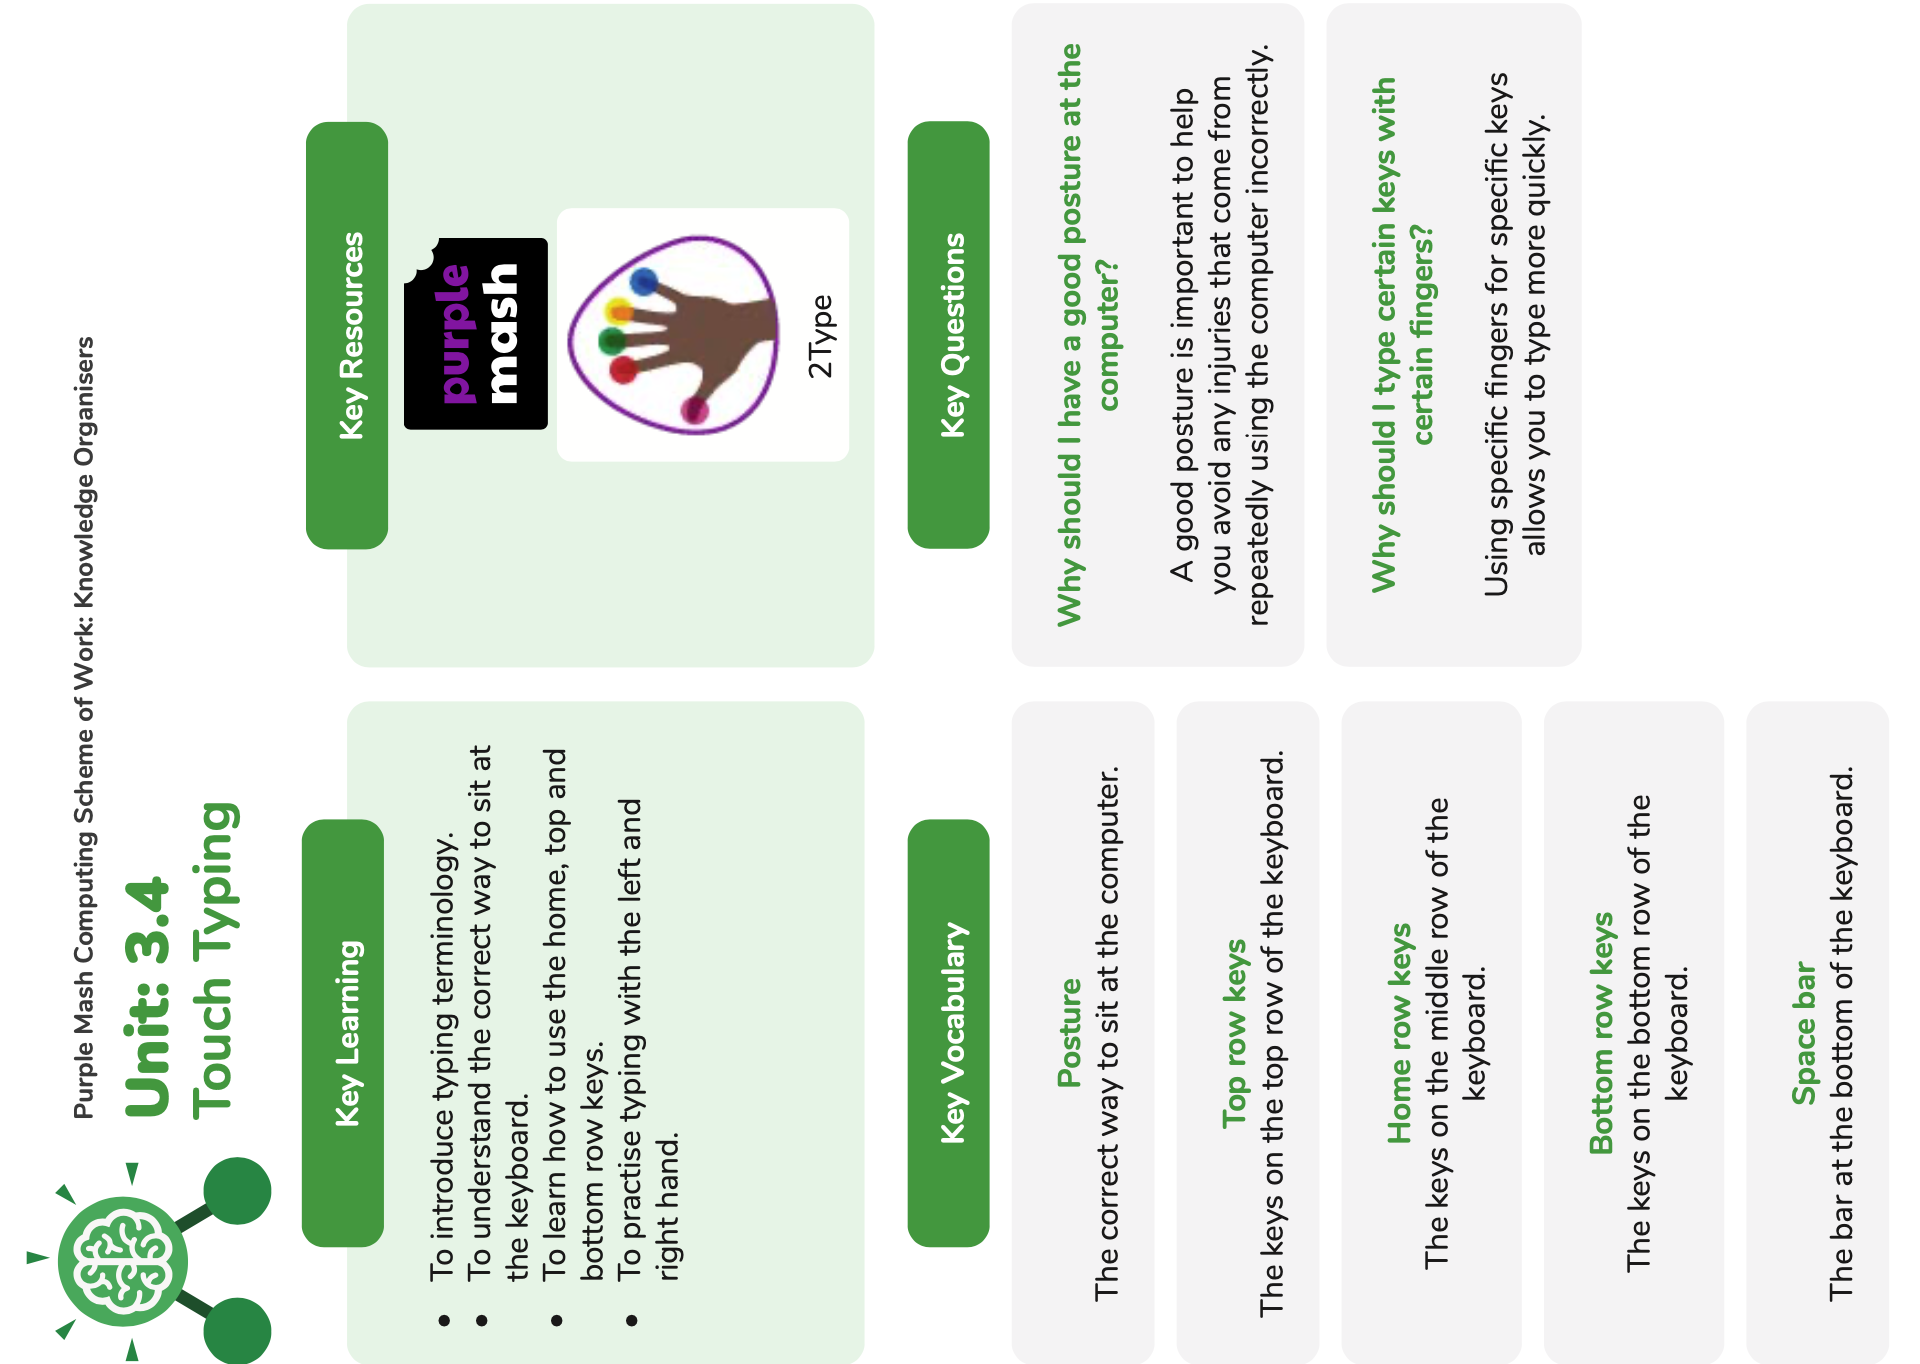 Purple Mash Computing Scheme of Work: Knowledge Organisers
Unit: 3.4
Touch Typing
Key Learning
• To introduce typing terminology.
• To understand the correct way to sit at
the keyboard.
• To learn how to use the home, top and
bottom row keys.
• To practise typing with the left and
right hand.
Key Resources
purple
mash
2Type
Key Vocabulary
Posture
The correct way to sit at the computer.
Top row keys
The keys on the top row of the keyboard.
Home row keys
The keys on the middle row of the
keyboard.
Bottom row keys
The keys on the bottom row of the
keyboard.
Space bar
The bar at the bottom of the keyboard.
Key Questions
Why should I have a good posture at the
computer?
A good posture is important to help
you avoid any injuries that come from
repeatedly using the computer incorrectly.
Why should I type certain keys with
certain fingers?
Using specific fingers for specific keys
allows you to type more quickly.